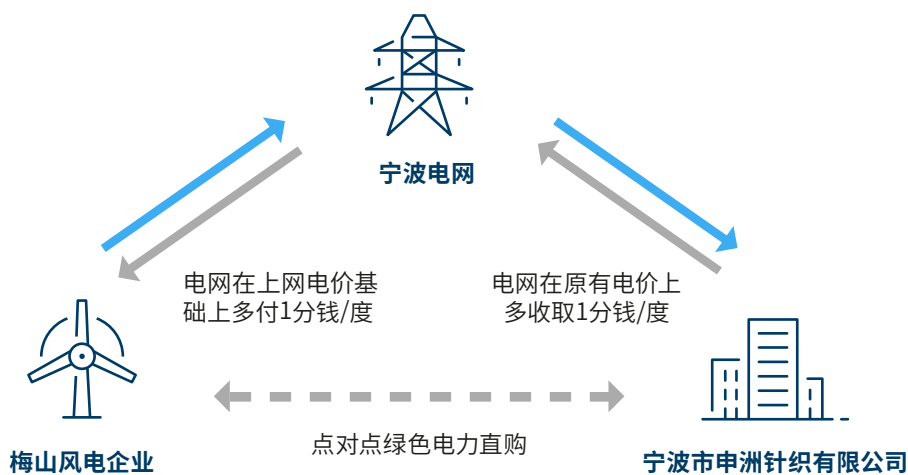 宁波电网
电网在上网电价基
础上多付1分钱/度
电网在原有电价上
多收取1分钱/度
点对点绿色电力直购
梅山风电企业
宁波市申洲针织有限公司